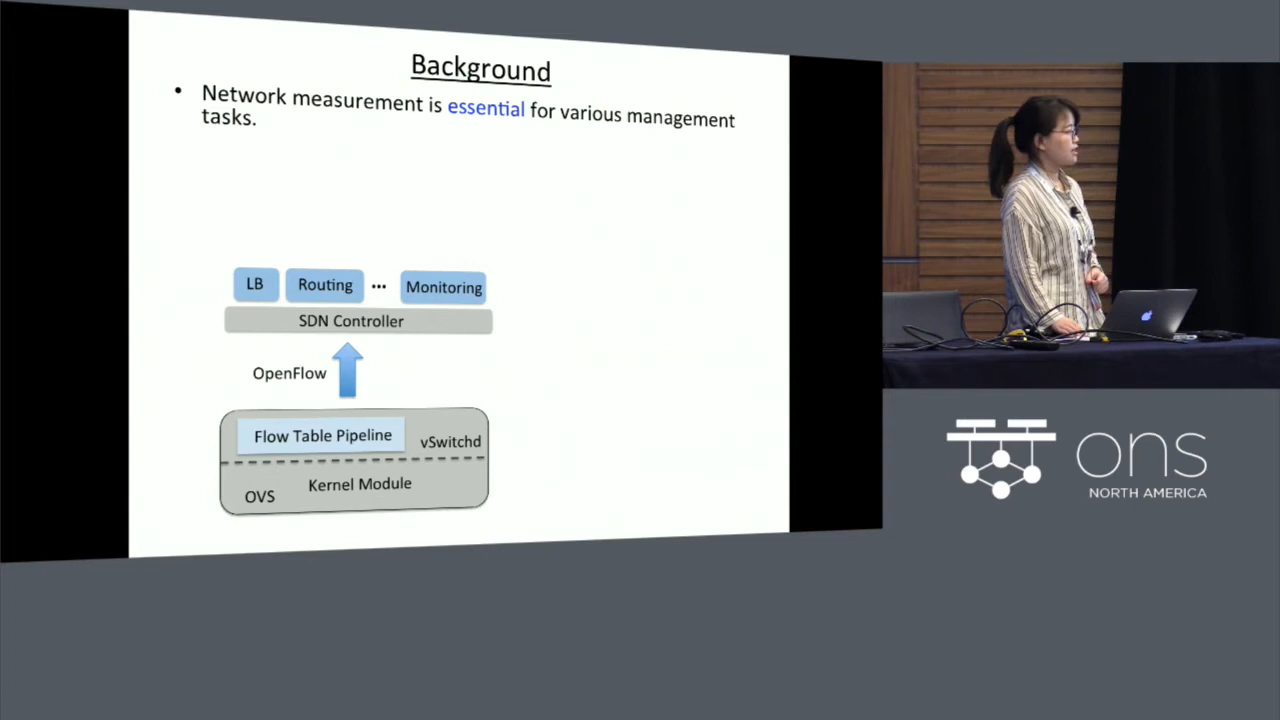 Background
• Network measurement is essential for various management
tasks.
LB
Routing
...
Monitoring
SDN Controller
OpenFlow
Flow Table Pipeline
vSwitchd
Kernel Module
OVS
ons
NORTH AMERICA